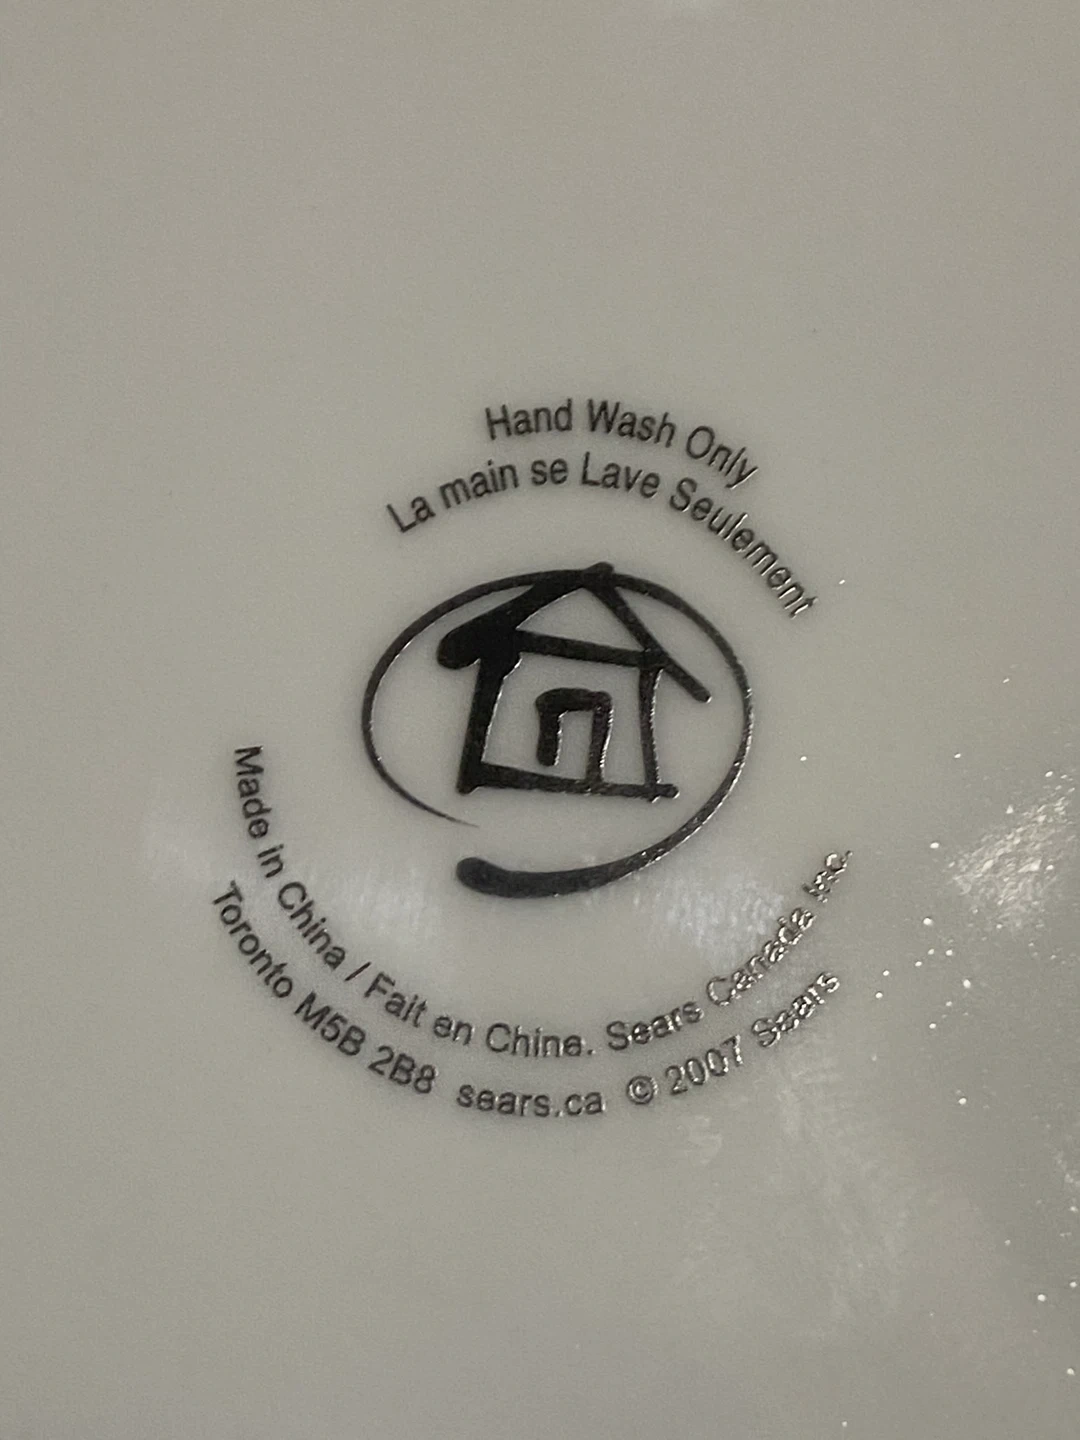 Hand Wash Only
La main se Lave Seulement
Made in China / Fait en Chine. Sears Canada Inc.
Toronto M5B 2B8 sears.ca © 2007 Sears